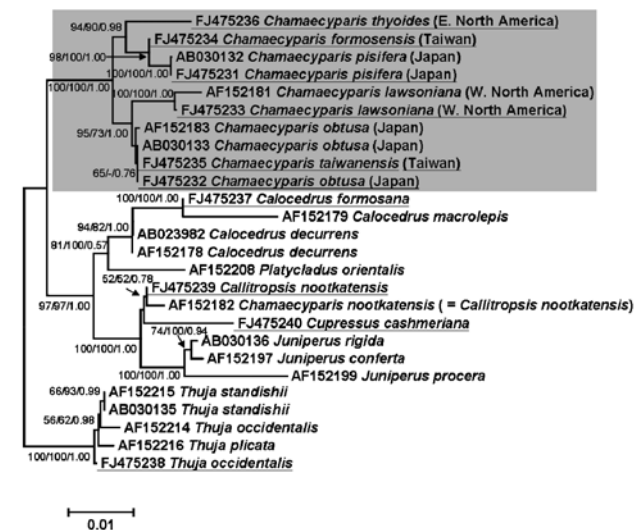 94/90/0.98
FJ475236 Chamaecyparis thyoides (E. North America)
FJ475234 Chamaecyparis formosensis (Taiwan)
98/100/1.00
AB030132 Chamaecyparis pisifera (Japan)
100/100/1.00
FJ475231 Chamaecyparis pisifera (Japan)
100/100/1.00
100/100/1.00
AF152181 Chamaecyparis lawsoniana (W. North America)
FJ475233 Chamaecyparis lawsoniana (W. North America)
95/73/1.00
AF152183 Chamaecyparis obtusa (Japan)
AB030133 Chamaecyparis obtusa (Japan)
FJ475235 Chamaecyparis taiwanensis (Taiwan)
65/-/0.76
FJ475232 Chamaecyparis obtusa (Japan)
100/100/1.00
FJ475237 Calocedrus formosana
AF152179 Calocedrus macrolepis
94/82/1.00
AB023982 Calocedrus decurrens
81/100/0.57
AF152178 Calocedrus decurrens
AF152208 Platycladus orientalis
52/52/0.78
FJ475239 Callitropsis nootkatensis
97/97/1.00
AF152182 Chamaecyparis nootkatensis ( = Callitropsis nootkatensis)
FJ475240 Cupressus cashmeriana
74/100/0.94
AB030136 Juniperus rigida
100/100/1.00
AF152197 Juniperus conferta
100/100/1.00
AF152199 Juniperus procera
66/93/0.99
AF152215 Thuja standishii
AB030135 Thuja standishii
56/62/0.98
AF152214 Thuja occidentalis
AF152216 Thuja plicata
100/100/1.00
FJ475238 Thuja occidentalis
0.01